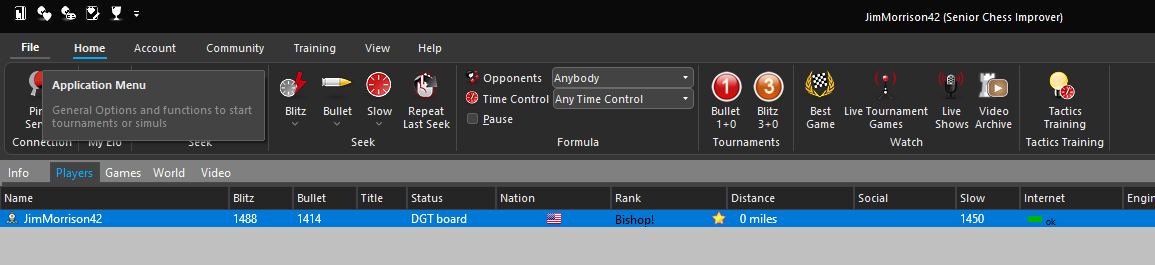 JimMorrison42 (Senior Chess Improver)
File Home Account Community Training View Help
Application Menu
General Options and functions to start
tournaments or simuls
Blitz
Bullet
Slow
Repeat
Last Seek
Opponents Anybody
Time Control Any Time Control
Pause
Bullet
1+0
Blitz
3+0
Best
Game
Live Tournament
Games
Live
Shows
Video
Archive
Tactics
Training
Connection My Elo Seek Seek Formula Tournaments Watch Tactics Training
Info Players Games World Video
Name Blitz Bullet Title Status Nation Rank Distance Social Slow Internet
JimMorrison42 1488 1414 DGT board Bishop! 0 miles 1450 ok